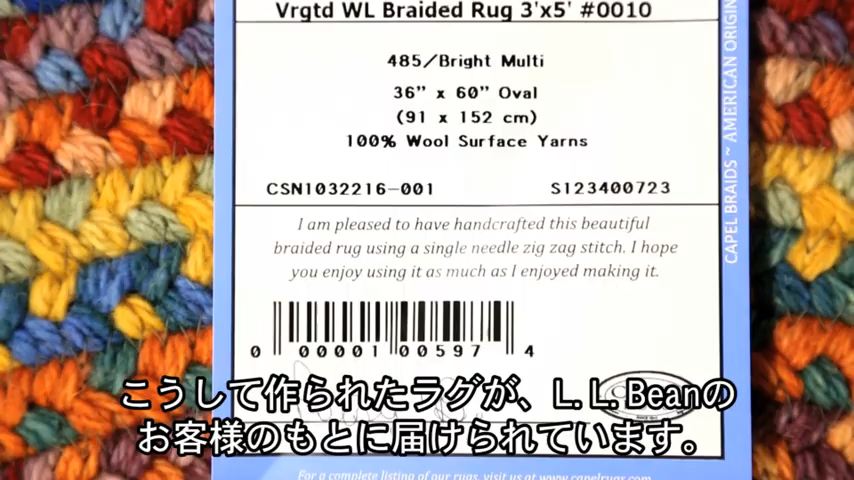 Vrgtd WL Braided Rug 3'x5' #0010
485/Bright Multi
36" x 60" Oval
(91 x 152 cm)
100% Wool Surface Yarns
CSN1032216-001 S123400723
I am pleased to have handcrafted this beautiful
braided rug using a single needle zig zag stitch. I hope
you enjoy using it as much as I enjoyed making it.
0 00001 00597 4
CAPEL BRAIDS ~ AMERICAN ORIGIN
こうして作られたラグが、L.L.Beanの
お客様のもとに届けられています。
For a complete listing of our rugs, visit us at www.capelrugs.com